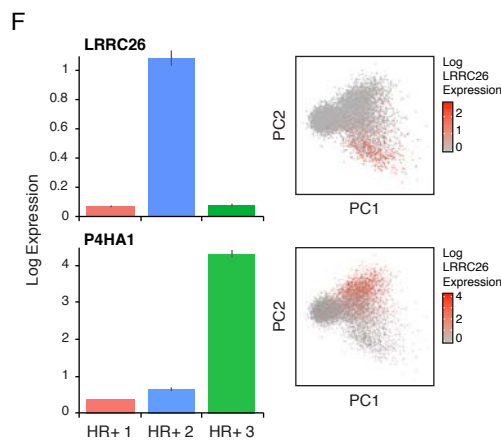 F
LRRC26
Log Expression
1
0.8
0.6
0.4
0.2
0
PC2
PC1
Log
LRRC26
Expression
2
1
0
P4HA1
4
3
2
1
0
HR+ 1 HR+ 2 HR+ 3
PC2
PC1
Log
LRRC26
Expression
4
2
0